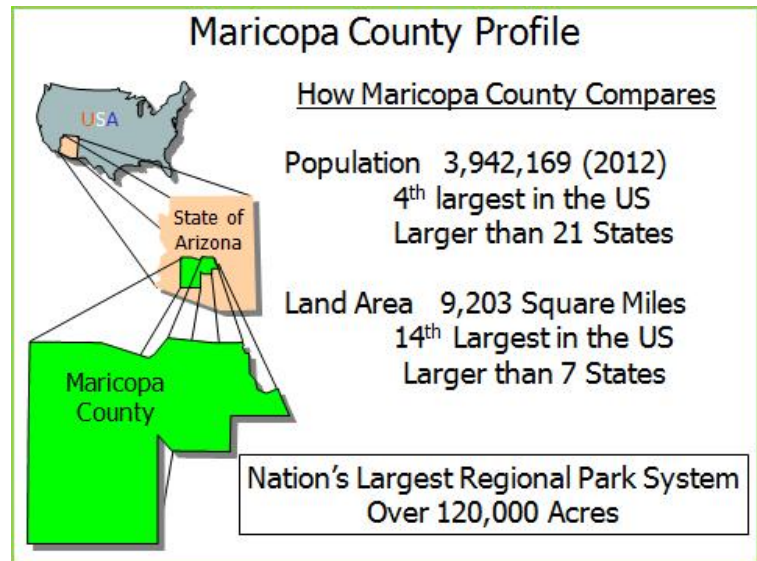 Maricopa County Profile
USA
State of
Arizona
Maricopa
County
How Maricopa County Compares
Population 3,942,169 (2012)
4th largest in the US
Larger than 21 States
Land Area 9,203 Square Miles
14th Largest in the US
Larger than 7 States
Nation's Largest Regional Park System
Over 120,000 Acres